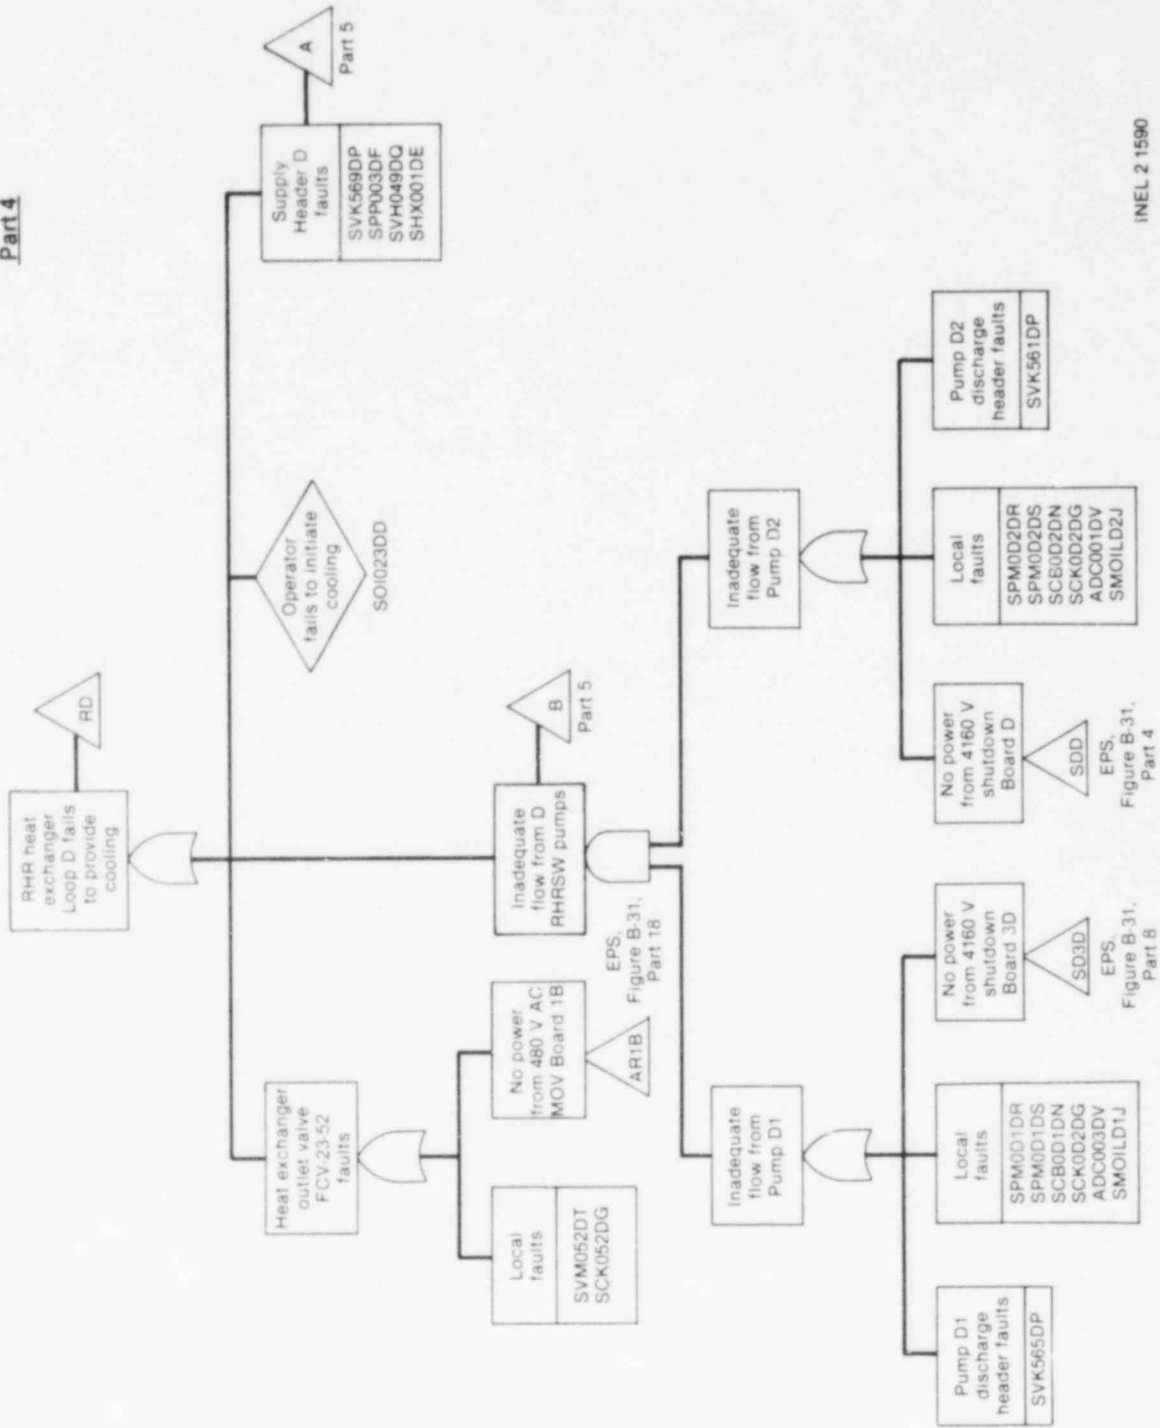 Part 4
RHR heat
exchanger
Loop D fails
to provide
cooling
RD
Heat exchanger
outlet valve
FCV-23-52
faults
Operator
fails to initiate
cooling
SOI023DD
Supply
Header D
faults
SVK569DP
SPP003DF
SVH049DQ
SHX001DE
A
Part 5
Local
faults
SVM052DT
SCK052DG
No power
from 480 V AC
MOV Board 1B
AR1B
EPS,
Figure B-31,
Part 18
Inadequate
flow from D
RHRSW pumps
B
Part 5
Inadequate
flow from
Pump D1
Inadequate
flow from
Pump D2
Pump D1
discharge
header faults
SVK565DP
Local
faults
SPM0D1DR
SPM0D1DS
SCB0D1DN
SCK0D2DG
ADC003DV
SMOILD1J
No power
from 4160 V
shutdown
Board 3D
SD3D
EPS,
Figure B-31,
Part 8
No power
from 4160 V
shutdown
Board D
SDD
EPS,
Figure B-31,
Part 4
Local
faults
SPM0D2DR
SPM0D2DS
SCB0D2DN
SCK0D2DG
ADC001DV
SMOILD2J
Pump D2
discharge
header faults
SVK561DP
INEL 2 1590